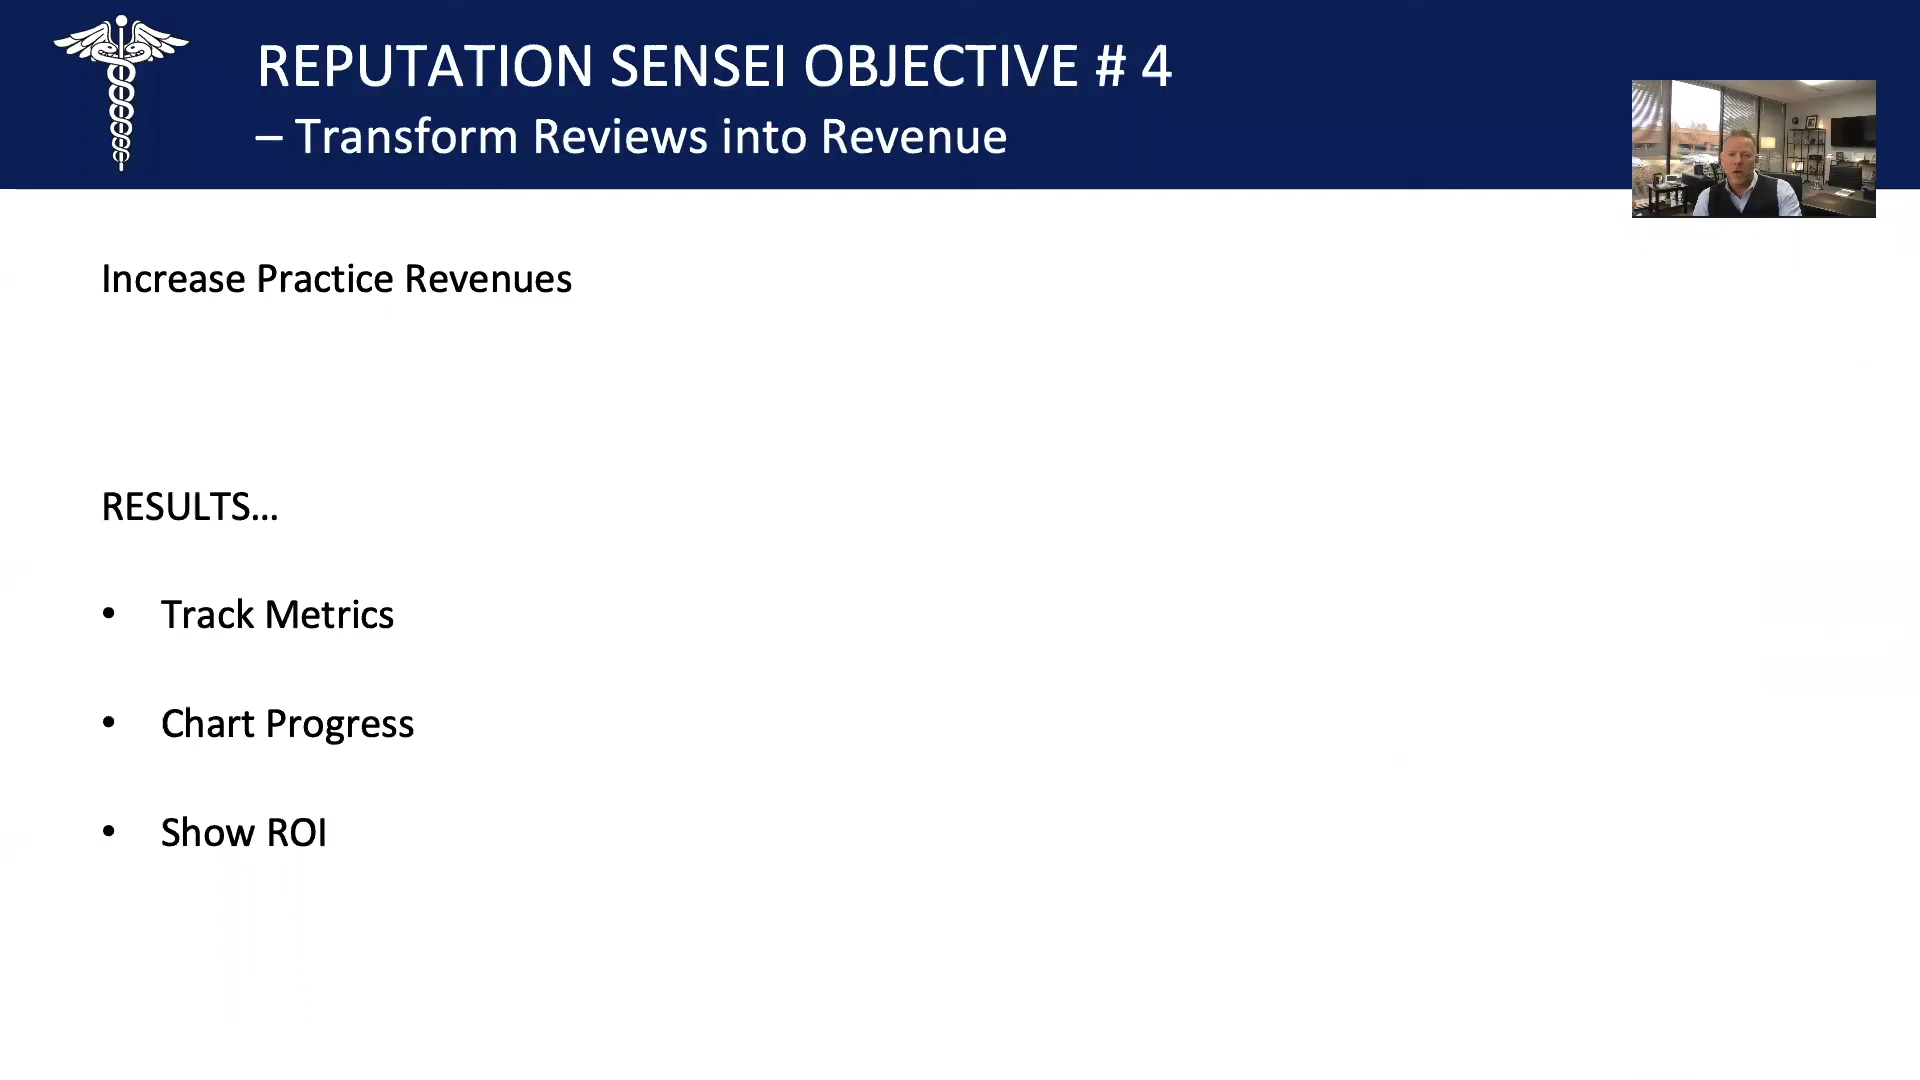 REPUTATION SENSEI OBJECTIVE # 4
– Transform Reviews into Revenue
Increase Practice Revenues
RESULTS...
• Track Metrics
• Chart Progress
• Show ROI